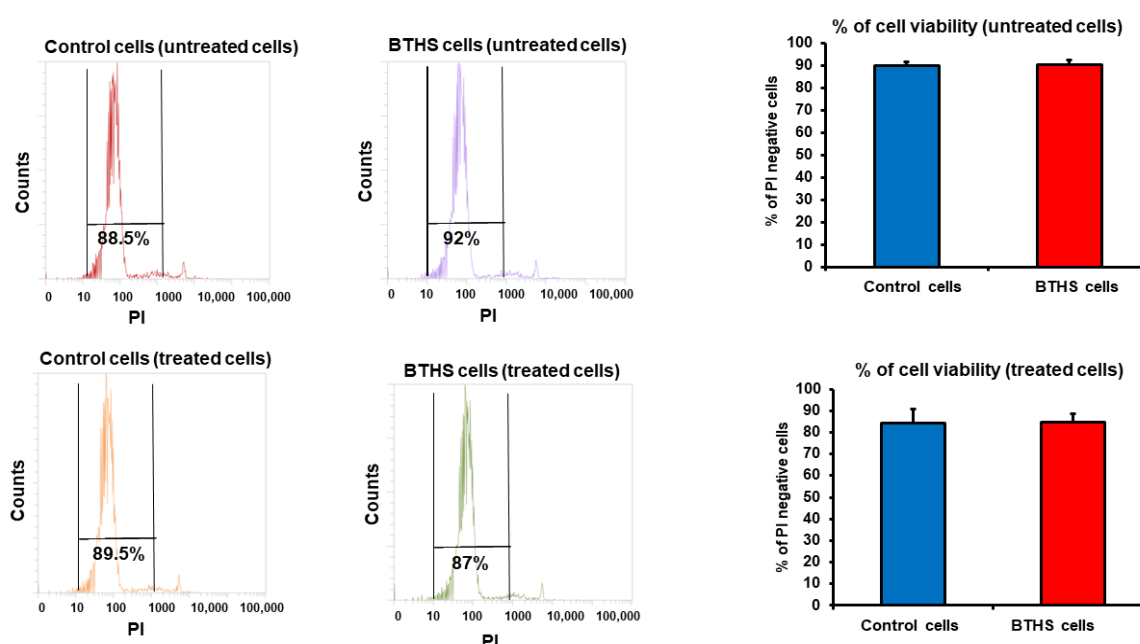 Control cells (untreated cells)
Counts
88.5%
0 10 100 1000 100,000
PI
BTHS cells (untreated cells)
Counts
92%
0 10 100 1000 10,000 100,000
PI
% of cell viability (untreated cells)
% of PI negative cells
100
90
80
70
60
50
40
30
20
10
0
Control cells
BTHS cells
Control cells (treated cells)
Counts
89.5%
0 10 100 1000 10,000 100,000
PI
BTHS cells (treated cells)
Counts
87%
0 10 100 1000 10,000 100,000
PI
% of cell viability (treated cells)
% of PI negative cells
100
90
80
70
60
50
40
30
20
10
0
Control cells
BTHS cells